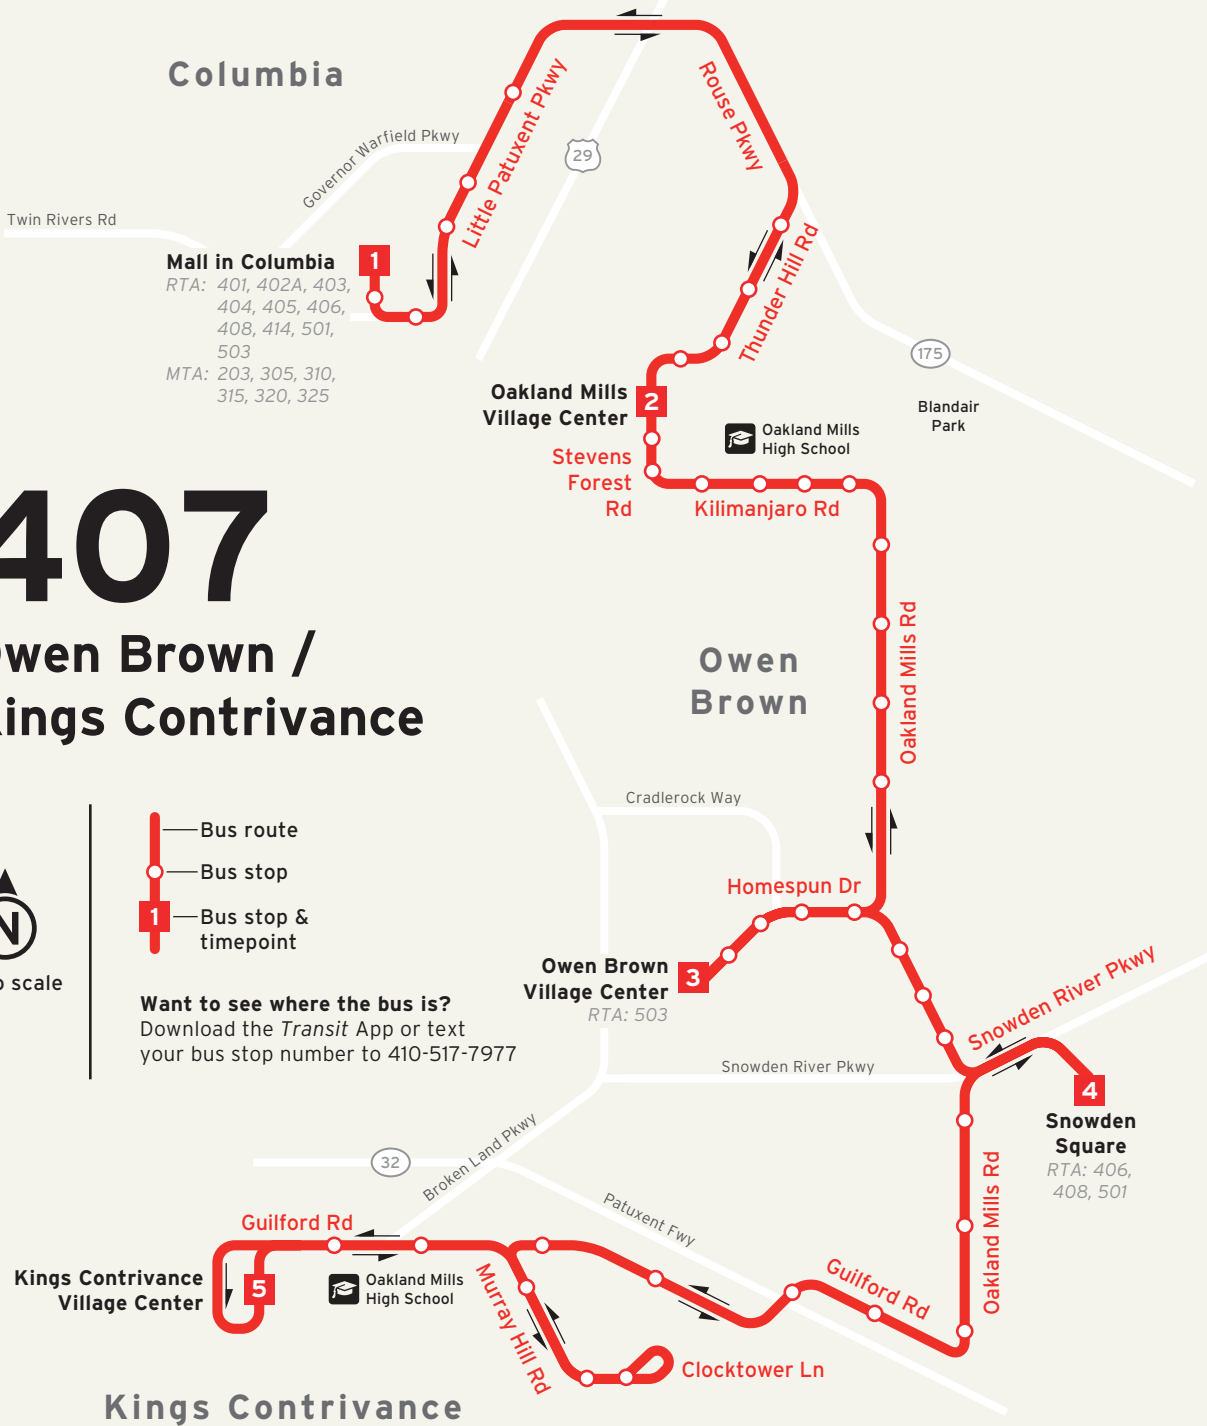 Columbia
Rouse Pkwy
Little Patuxent Pkwy
29
Governor Warfield Pkwy
Twin Rivers Rd
Mall in Columbia
1
RTA: 401, 402A, 403,
404, 405, 406,
408, 414, 501,
503
MTA: 203, 305, 310,
315, 320, 325
Thunder Hill Rd
175
Blandair
Park
Oakland Mills
Village Center
2
Oakland Mills
High School
Stevens
Forest
Rd
Kilimanjaro Rd
407
wen Brown /
ings Contrivance
Oakland Mills Rd
Owen
Brown
Cradlerock Way
Bus route
Bus stop
1
Bus stop &
timepoint
N
scale
Homespun Dr
Owen Brown
Village Center
3
RTA: 503
Want to see where the bus is?
Download the Transit App or text
your bus stop number to 410-517-7977
Snowden River Pkwy
Snowden River Pkwy
4
Snowden
Square
RTA: 406,
408, 501
Broken Land Pkwy
32
Patuxent Fwy
Oakland Mills Rd
Guilford Rd
Guilford Rd
Kings Contrivance
Village Center
5
Oakland Mills
High School
Murray Hill Rd
Clocktower Ln
Kings Contrivance